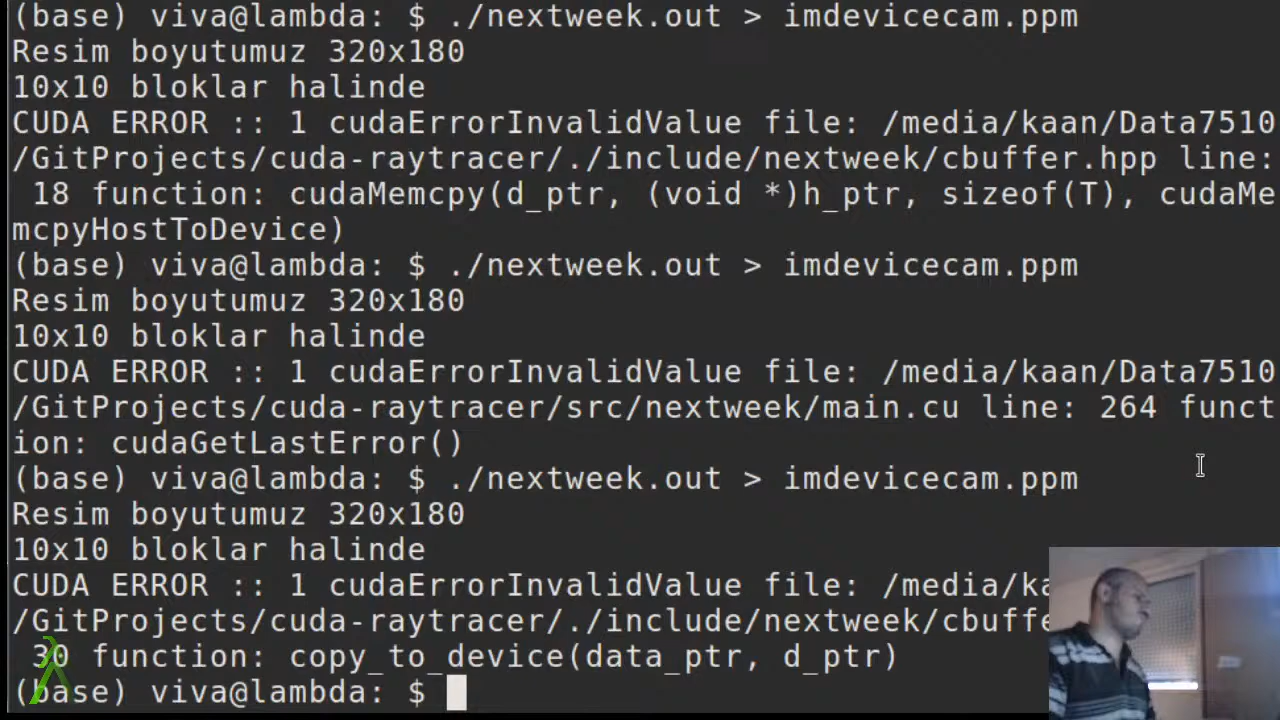 (base) viva@lambda: $ ./nextweek.out > imdevicecam.ppm
Resim boyutumuz 320x180
10x10 bloklar halinde
CUDA ERROR :: 1 cudaErrorInvalidValue file: /media/kaan/Data7510
/GitProjects/cuda-raytracer/./include/nextweek/cbuffer.hpp line:
18 function: cudaMemcpy(d_ptr, (void *)h_ptr, sizeof(T), cudaMe
mcpyHostToDevice)
(base) viva@lambda: $ ./nextweek.out > imdevicecam.ppm
Resim boyutumuz 320x180
10x10 bloklar halinde
CUDA ERROR :: 1 cudaErrorInvalidValue file: /media/kaan/Data7510
/GitProjects/cuda-raytracer/src/nextweek/main.cu line: 264 funct
ion: cudaGetLastError()
(base) viva@lambda: $ ./nextweek.out > imdevicecam.ppm
Resim boyutumuz 320x180
10x10 bloklar halinde
CUDA ERROR :: 1 cudaErrorInvalidValue file: /media/ka
/GitProjects/cuda-raytracer/./include/nextweek/cbuffe
30 function: copy_to_device(data_ptr, d_ptr)
(base) viva@lambda: $